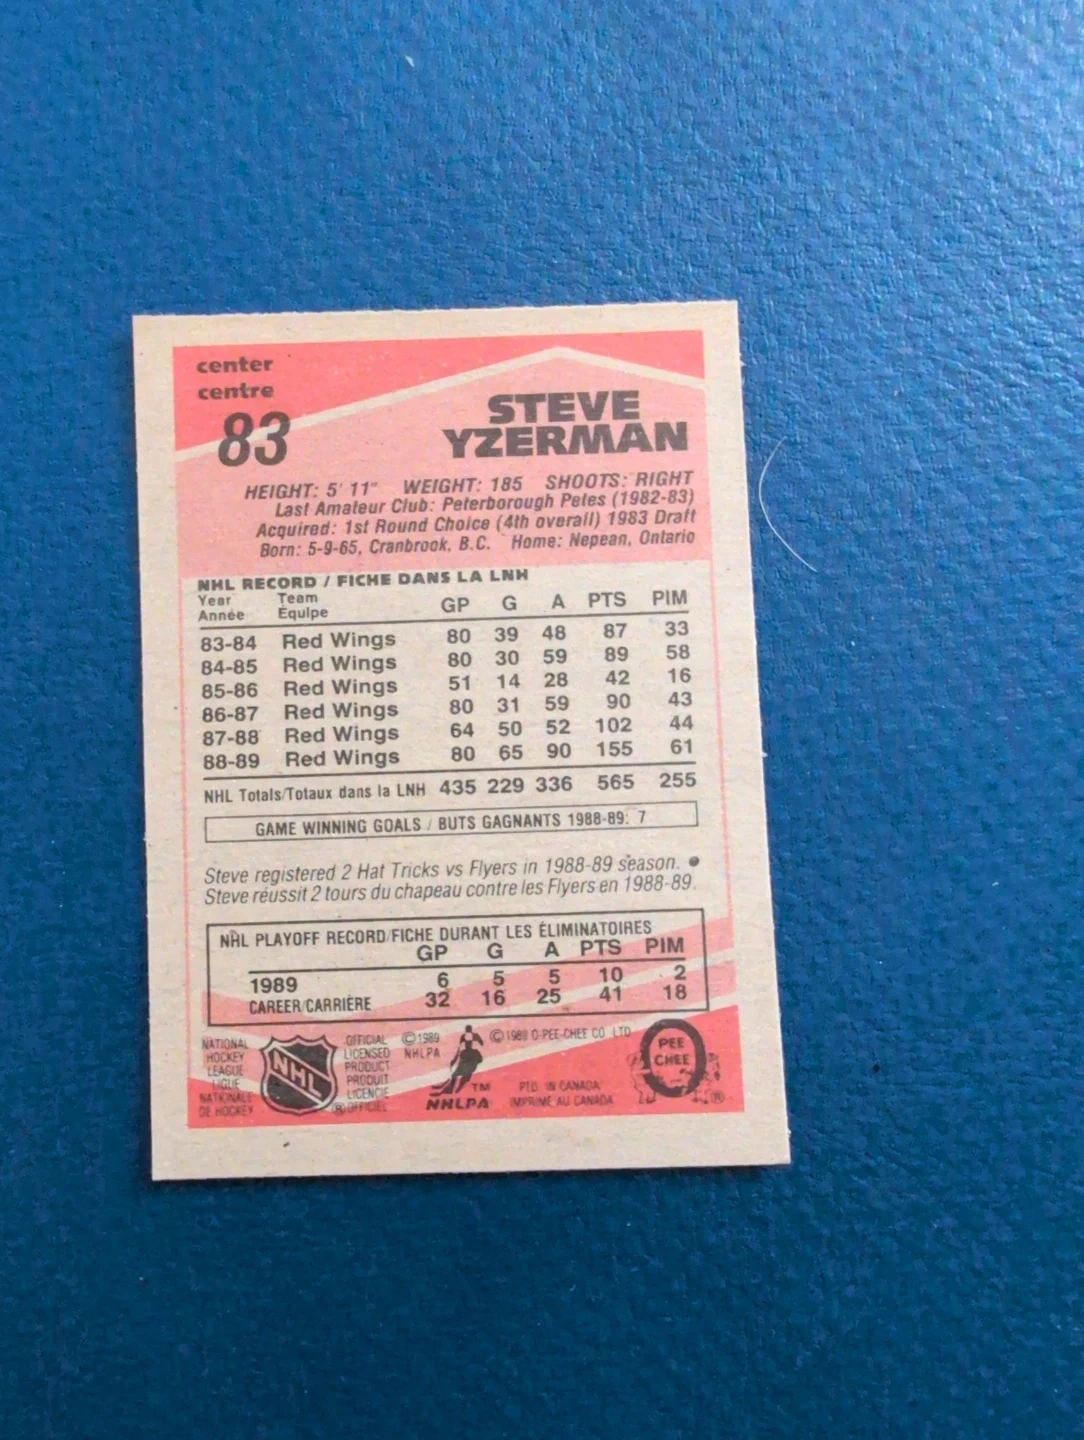 center
centre
83
STEVE
YZERMAN
HEIGHT: 5' 11" WEIGHT: 185 SHOOTS: RIGHT
Last Amateur Club: Peterborough Petes (1982-83)
Acquired: 1st Round Choice (4th overall) 1983 Draft
Born: 5-9-65, Cranbrook, B.C. Home: Nepean, Ontario
NHL RECORD / FICHE DANS LA LNH
Year Team
Année Équipe GP G A PTS PIM
83-84 Red Wings 80 39 48 87 33
84-85 Red Wings 80 30 59 89 58
85-86 Red Wings 51 14 28 42 16
86-87 Red Wings 80 31 59 90 43
87-88 Red Wings 64 50 52 102 44
88-89 Red Wings 80 65 90 155 61
NHL Totals/Totaux dans la LNH 435 229 336 565 255
GAME WINNING GOALS / BUTS GAGNANTS 1988-89: 7
Steve registered 2 Hat Tricks vs Flyers in 1988-89 season. ●
Steve réussit 2 tours du chapeau contre les Flyers en 1988-89.
NHL PLAYOFF RECORD/FICHE DURANT LES ÉLIMINATOIRES
GP G A PTS PIM
1989 6 5 5 10 2
CAREER/CARRIÈRE 32 16 25 41 18
NATIONAL
HOCKEY
LEAGUE
LIGUE
NATIONALE
DE HOCKEY
NHL
OFFICIAL
LICENSED
PRODUCT
PRODUIT
LICENCIÉ
® OFFICIEL
© 1989
NHLPA
TM
NHLPA
© 1989 O-PEE-CHEE CO. LTD.
PTD. IN CANADA
IMPRIMÉ AU CANADA
O
PEE
CHEE
®